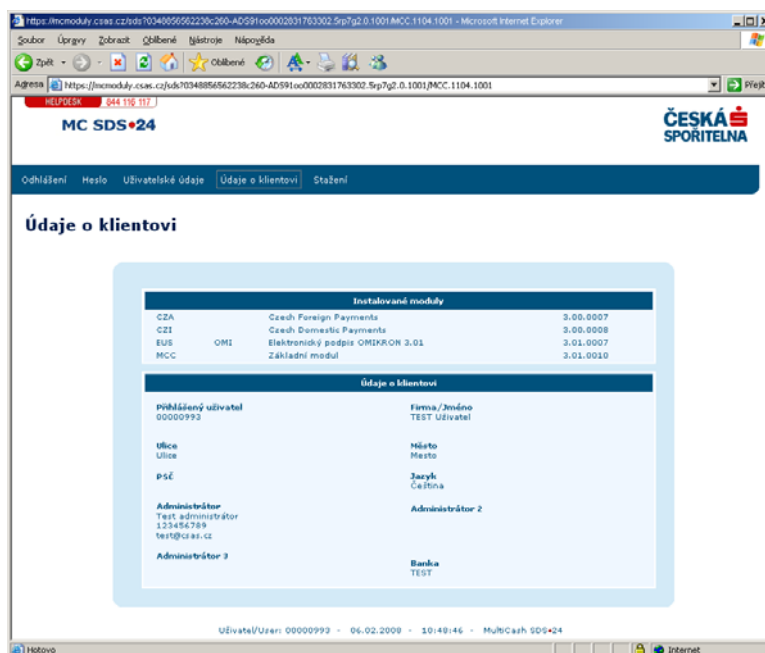 https://mcmoduly.csas.cz/sds?0348856562238c260-AD591oo0002831763302.5rp7g2.0.1001/MCC.1104.1001 - Microsoft Internet Explorer
Soubor Úpravy Zobrazit Oblíbené Nástroje Nápověda
Zpět Oblíbené
Adresa https://mcmoduly.csas.cz/sds?0348856562238c260-AD591oo0002831763302.5rp7g2.0.1001/MCC.1104.1001 Přejít
HELPDESK 844 116 117
MC SDS24
ČESKÁ
SPOŘITELNA
Odhlášení Heslo Uživatelské údaje Údaje o klientovi Stažení
Údaje o klientovi
Instalované moduly
CZA Czech Foreign Payments 3.00.0007
CZI Czech Domestic Payments 3.00.0008
EUS OMI Elektronický podpis OMIKRON 3.01 3.01.0007
MCC Základní modul 3.01.0010
Údaje o klientovi
Přihlášený uživatel Firma/Jméno
00000993 TEST Uživatel
Ulice Město
Ulice Mesto
PSČ Jazyk
Čeština
Administrátor Administrátor 2
Test administrátor
123456789
test@csas.cz
Administrátor 3 Banka
TEST
Uživatel/User: 00000993 - 06.02.2008 - 10:48:46 - MultiCash SDS•24
Hotovo Internet